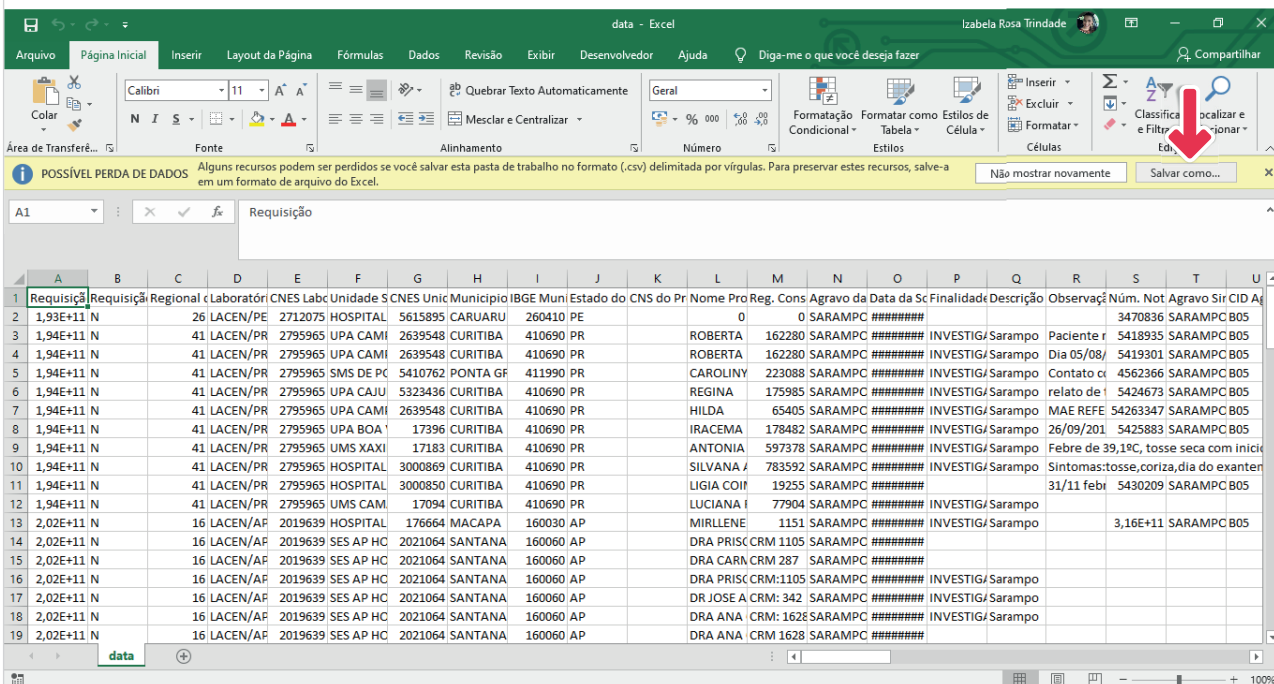 data - Excel Izabela Rosa Trindade
Arquivo Página Inicial Inserir Layout da Página Fórmulas Dados Revisão Exibir Desenvolvedor Ajuda Diga-me o que você deseja fazer Compartilhar
Colar Calibri 11 Quebrar Texto Automaticamente Geral Inserir
N I S Mesclar e Centralizar % 000 Formatação Condicional Formatar como Tabela Estilos de Célula Excluir Classificar
Formatar e Filtrar
Área de Transferê... Fonte Alinhamento Número Estilos Células
POSSÍVEL PERDA DE DADOS Alguns recursos podem ser perdidos se você salvar esta pasta de trabalho no formato (.csv) delimitada por vírgulas. Para preservar estes recursos, salve-a
em um formato de arquivo do Excel. Não mostrar novamente Salvar como...
A1 fx Requisição
A B C D E F G H I J K L M N O P Q R S T U
1 Requisiçã Requisiçã Regional Laboratór CNES Labo Unidade S CNES Unid Municipio IBGE Muni Estado do CNS do Pr Nome Pro Reg. Cons Agravo da Data da So Finalidade Descrição Observaç Núm. Not Agravo Sin CID Ag
2 1,93E+11 N 26 LACEN/PE 2712075 HOSPITAL 5615895 CARUARU 260410 PE 0 0 SARAMPO ######## 3470836 SARAMPO B05
3 1,94E+11 N 41 LACEN/PR 2795965 UPA CAM 2639548 CURITIBA 410690 PR ROBERTA 162280 SARAMPO ######## INVESTIGA Sarampo Paciente r 5418935 SARAMPO B05
4 1,94E+11 N 41 LACEN/PR 2795965 UPA CAM 2639548 CURITIBA 410690 PR ROBERTA 162280 SARAMPO ######## INVESTIGA Sarampo Dia 05/08/ 5419301 SARAMPO B05
5 1,94E+11 N 41 LACEN/PR 2795965 SMS DE PO 5410762 PONTA GR 411990 PR CAROLINY 223088 SARAMPO ######## INVESTIGA Sarampo Contato co 4562366 SARAMPO B05
6 1,94E+11 N 41 LACEN/PR 2795965 UPA CAJU 5323436 CURITIBA 410690 PR REGINA 175985 SARAMPO ######## INVESTIGA Sarampo relato de 5424673 SARAMPO B05
7 1,94E+11 N 41 LACEN/PR 2795965 UPA CAM 2639548 CURITIBA 410690 PR HILDA 65405 SARAMPO ######## INVESTIGA Sarampo MAE REFE 54263347 SARAMPO B05
8 1,94E+11 N 41 LACEN/PR 2795965 UPA BOA 17396 CURITIBA 410690 PR IRACEMA 178482 SARAMPO ######## INVESTIGA Sarampo 26/09/201 5425883 SARAMPO B05
9 1,94E+11 N 41 LACEN/PR 2795965 UMS XAXI 17183 CURITIBA 410690 PR ANTONIA 597378 SARAMPO ######## INVESTIGA Sarampo Febre de 39,1ºC, tosse seca com inici
10 1,94E+11 N 41 LACEN/PR 2795965 HOSPITAL 3000869 CURITIBA 410690 PR SILVANA 783592 SARAMPO ######## INVESTIGA Sarampo Sintomas:tosse,coriza,dia do exanten
11 1,94E+11 N 41 LACEN/PR 2795965 HOSPITAL 3000850 CURITIBA 410690 PR LIGIA COI 19255 SARAMPO ######## 31/11 febr 5430209 SARAMPO B05
12 1,94E+11 N 41 LACEN/PR 2795965 UMS CAM 17094 CURITIBA 410690 PR LUCIANA 77904 SARAMPO ######## INVESTIGA Sarampo
13 2,02E+11 N 16 LACEN/AP 2019639 HOSPITAL 176664 MACAPA 160030 AP MIRLLENE 1151 SARAMPO ######## INVESTIGA Sarampo 3,16E+11 SARAMPO B05
14 2,02E+11 N 16 LACEN/AP 2019639 SES AP HO 2021064 SANTANA 160060 AP DRA PRISC CRM 1105 SARAMPO ########
15 2,02E+11 N 16 LACEN/AP 2019639 SES AP HO 2021064 SANTANA 160060 AP DRA CARM CRM 287 SARAMPO ########
16 2,02E+11 N 16 LACEN/AP 2019639 SES AP HO 2021064 SANTANA 160060 AP DRA PRISC CRM:1105 SARAMPO ######## INVESTIGA Sarampo
17 2,02E+11 N 16 LACEN/AP 2019639 SES AP HO 2021064 SANTANA 160060 AP DR JOSE A CRM: 342 SARAMPO ######## INVESTIGA Sarampo
18 2,02E+11 N 16 LACEN/AP 2019639 SES AP HO 2021064 SANTANA 160060 AP DRA ANA CRM: 1628 SARAMPO ######## INVESTIGA Sarampo
19 2,02E+11 N 16 LACEN/AP 2019639 SES AP HO 2021064 SANTANA 160060 AP DRA ANA CRM 1628 SARAMPO ########
data
100%